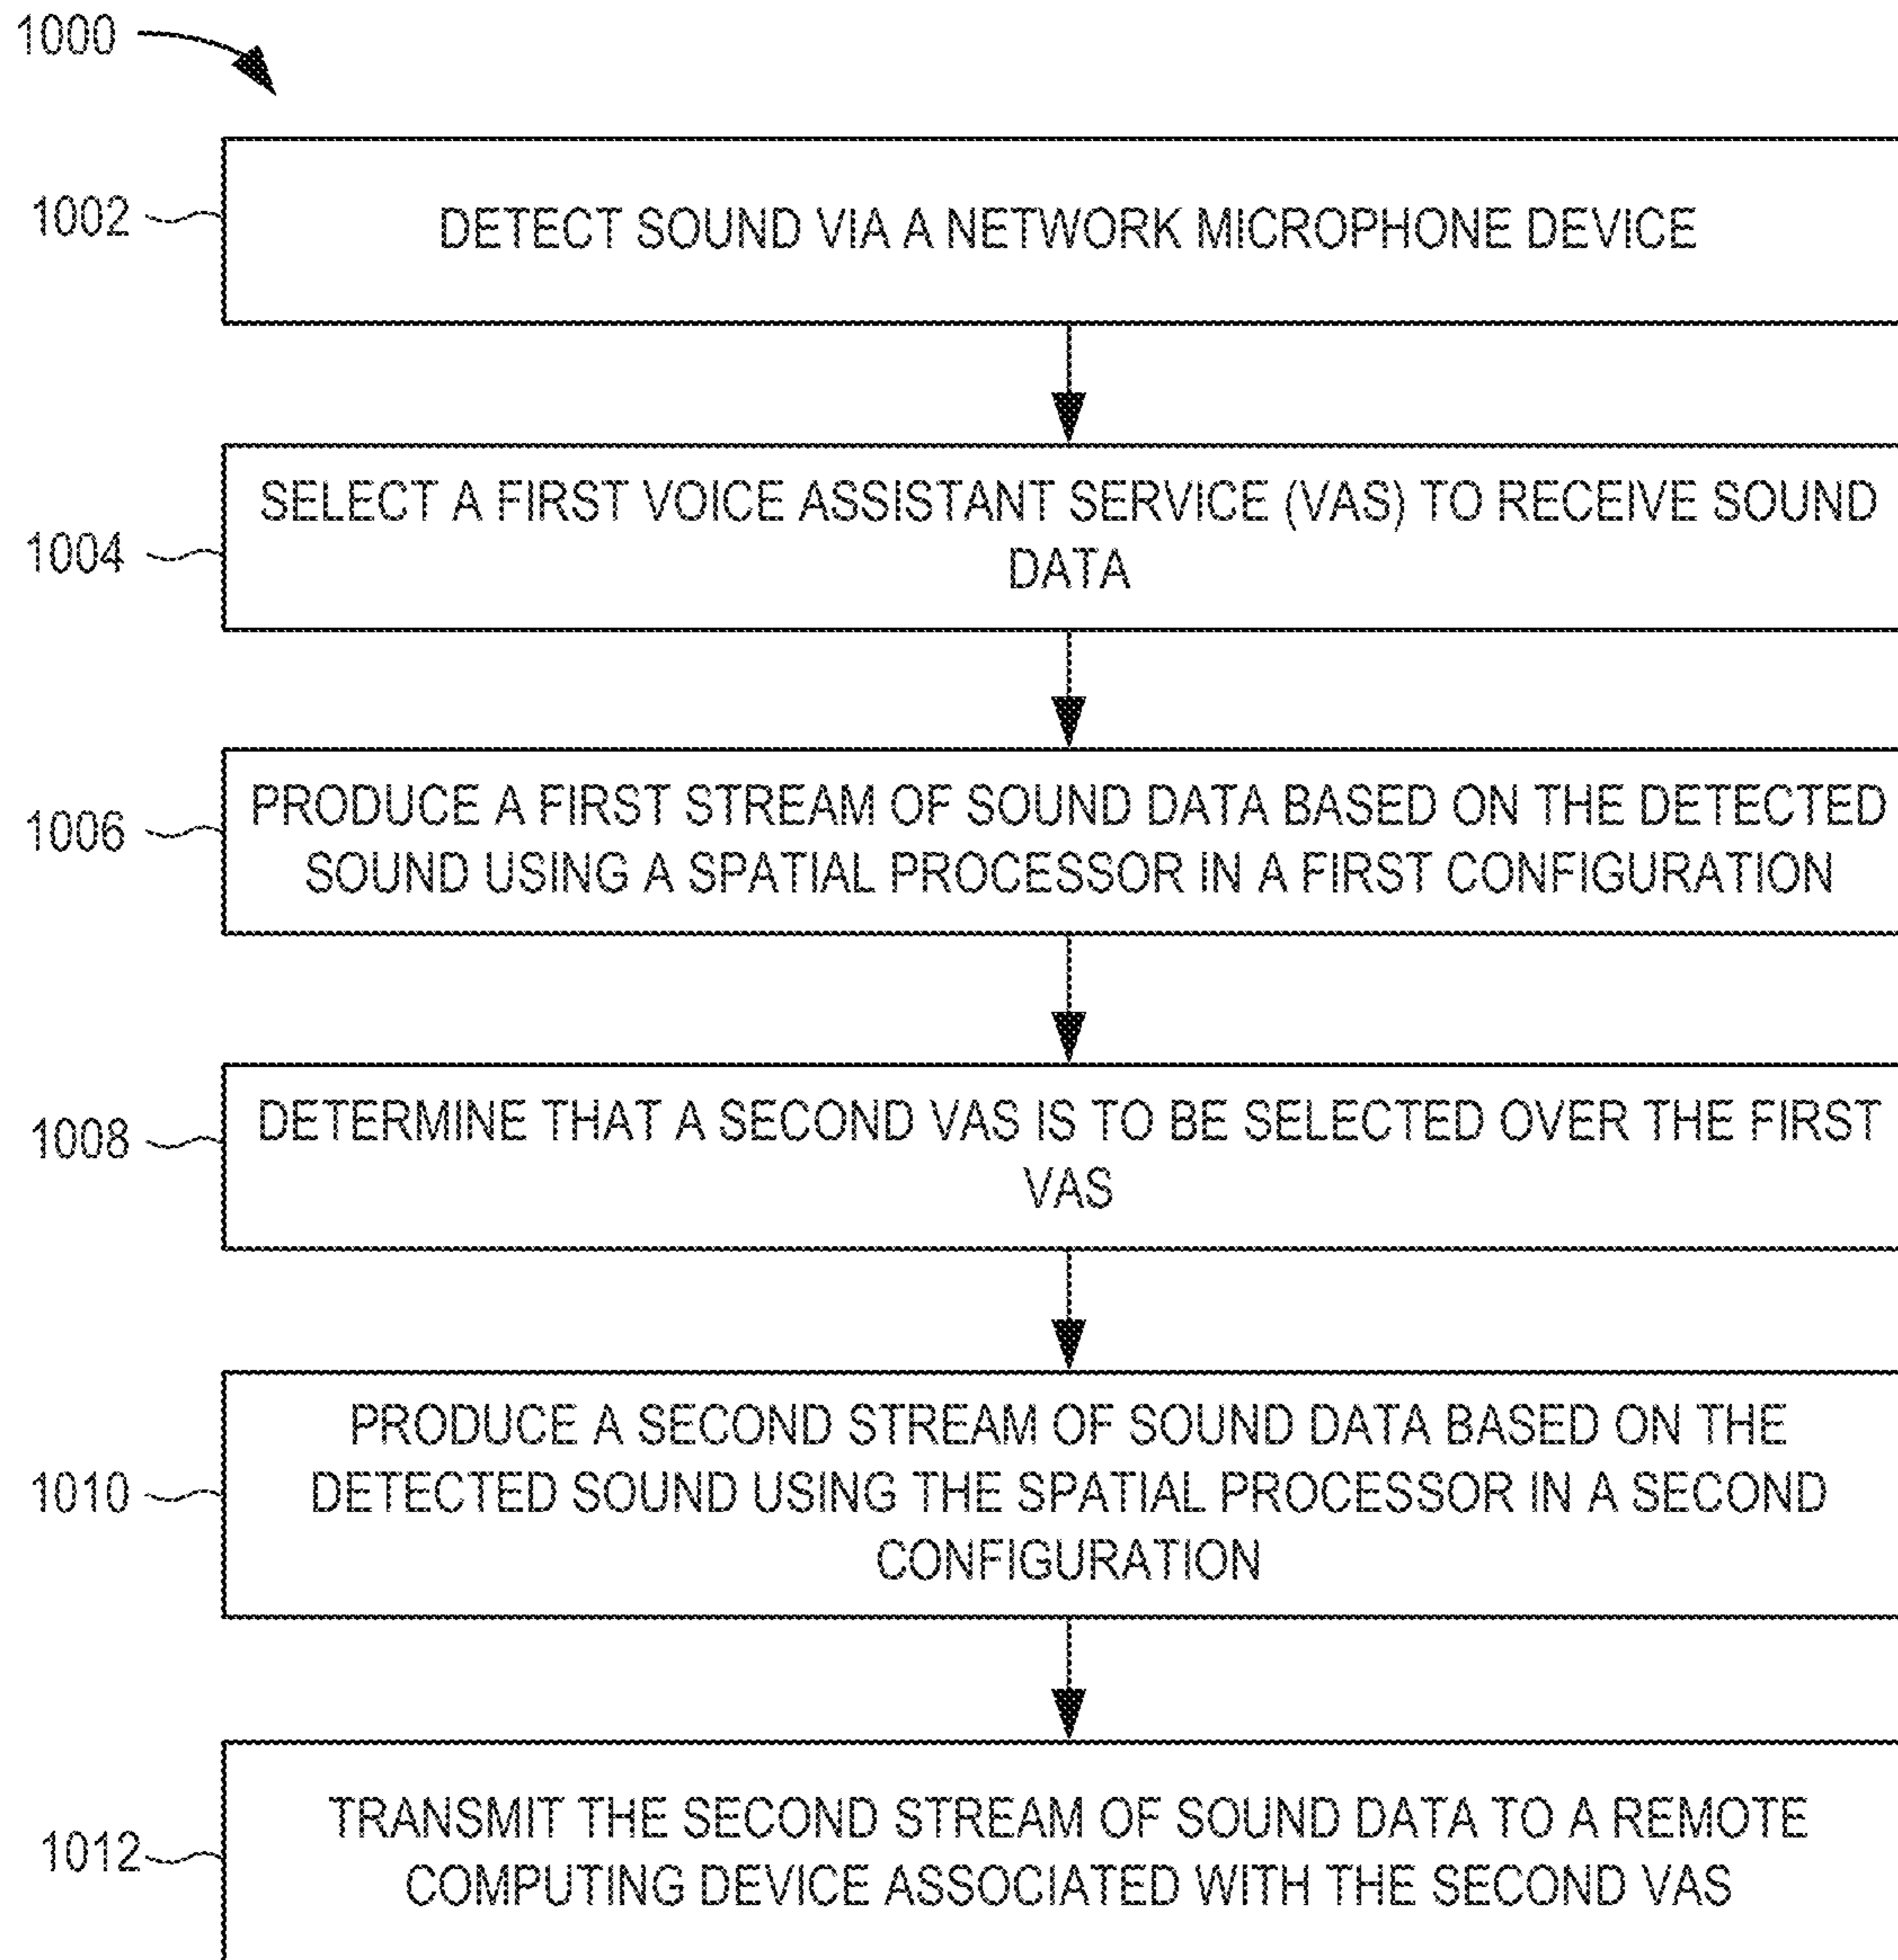 1000
1002
DETECT SOUND VIA A NETWORK MICROPHONE DEVICE
SELECT A FIRST VOICE ASSISTANT SERVICE (VAS) TO RECEIVE SOUND
1004
DATA
PRODUCE A FIRST STREAM OF SOUND DATA BASED ON THE DETECTED
1006
SOUND USING A SPATIAL PROCESSOR IN A FIRST CONFIGURATION
DETERMINE THAT A SECOND VAS IS TO BE SELECTED OVER THE FIRST
1008
VAS
PRODUCE A SECOND STREAM OF SOUND DATA BASED ON THE
1010
DETECTED SOUND USING THE SPATIAL PROCESSOR IN A SECOND
CONFIGURATION
TRANSMIT THE SECOND STREAM OF SOUND DATA TO A REMOTE
1012
COMPUTING DEVICE ASSOCIATED WITH THE SECOND VAS